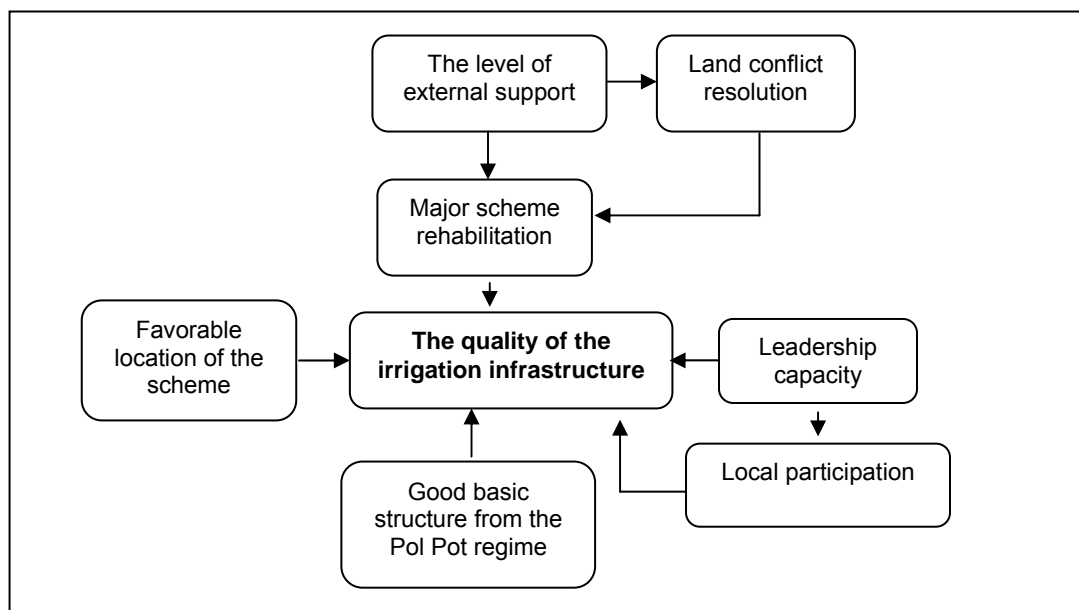 The level of
external support
Land conflict
resolution
Major scheme
rehabilitation
Favorable
location of the
scheme
The quality of the
irrigation infrastructure
Leadership
capacity
Local participation
Good basic
structure from the
Pol Pot regime